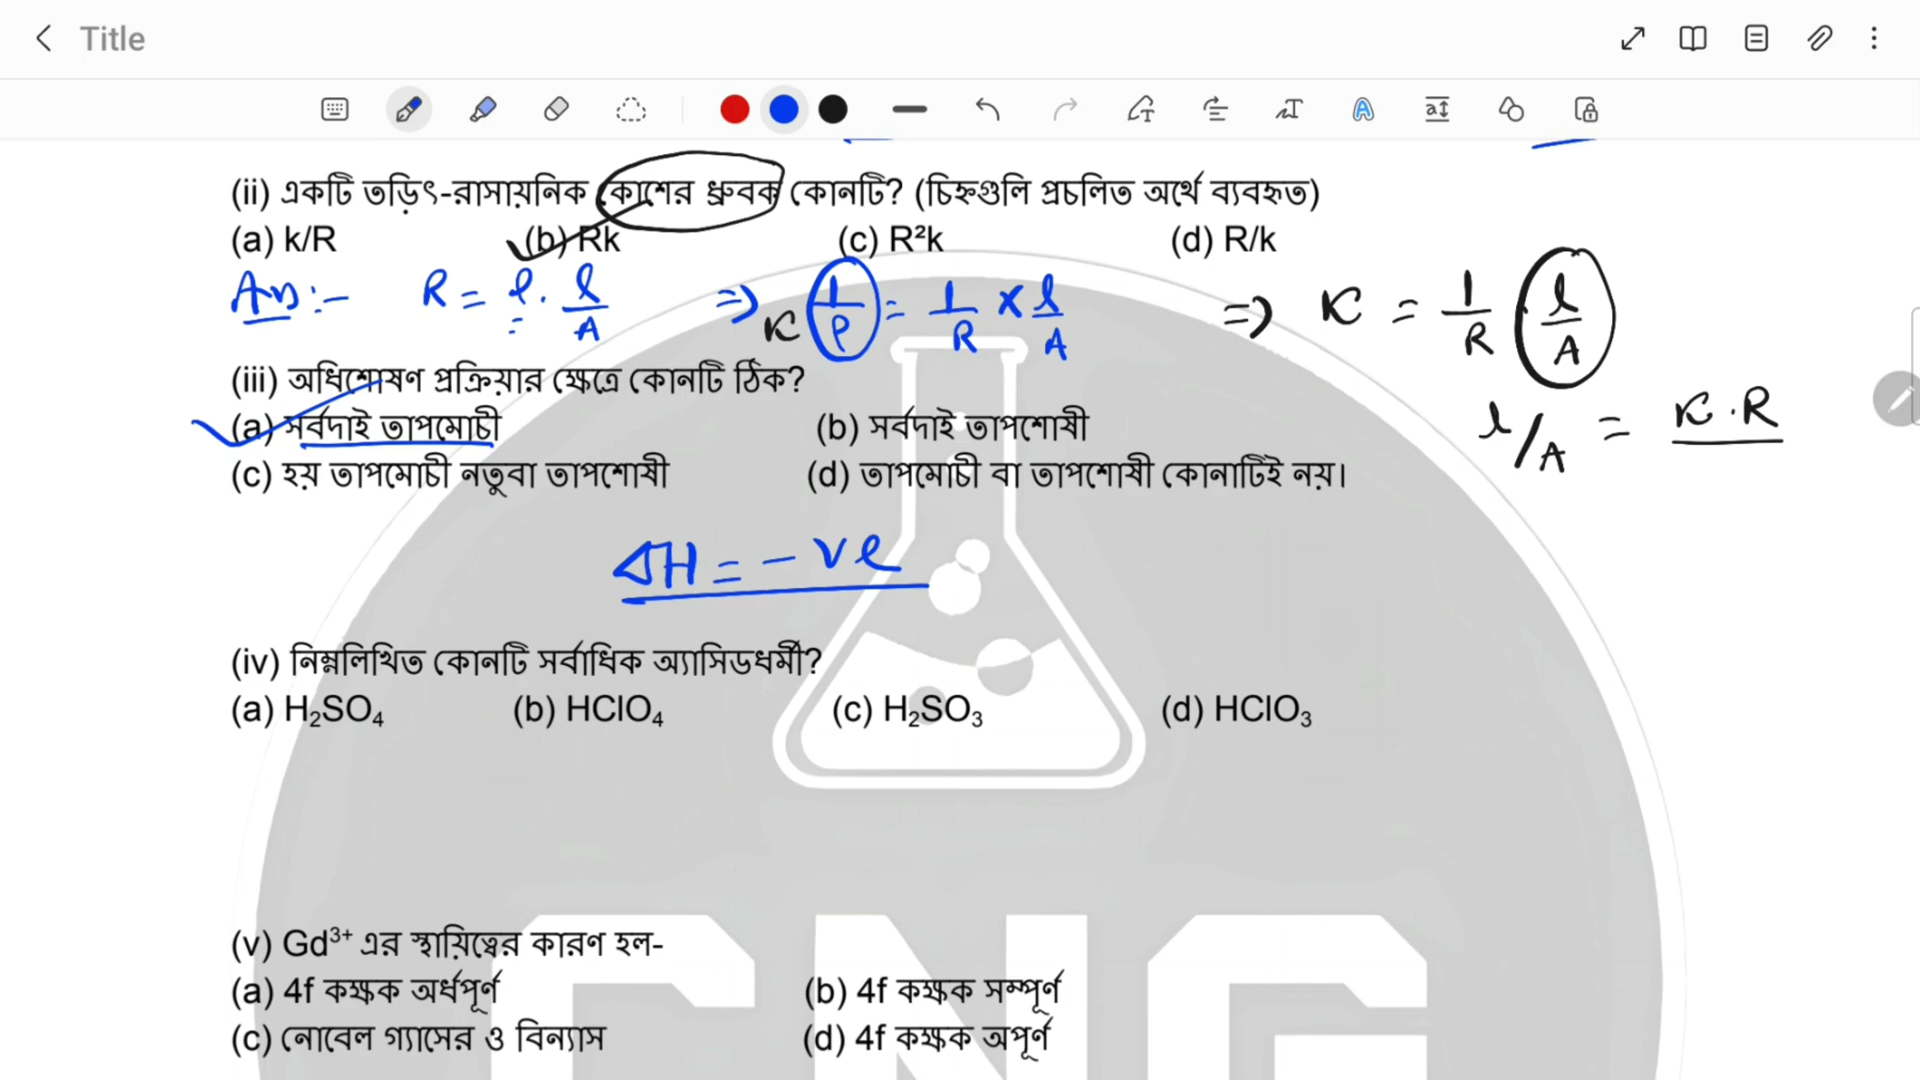 Title
(ii) একটি তড়িৎ-রাসায়নিক কোশের ধ্রুবক কোনটি? (চিহ্নগুলি প্রচলিত অর্থে ব্যবহৃত)
(a) k/R (b) Rk (c) R²k (d) R/k
Ans:- R = ρ. l/A => κ 1/ρ = 1/R × l/A => κ = 1/R l/A
(iii) অধিশোষণ প্রক্রিয়ার ক্ষেত্রে কোনটি ঠিক?
(a) সর্বদাই তাপমোচী (b) সর্বদাই তাপশোষী
l/A = κ.R
(c) হয় তাপমোচী নতুবা তাপশোষী (d) তাপমোচী বা তাপশোষী কোনাটিই নয়।
ΔH = -ve
(iv) নিম্নলিখিত কোনটি সর্বাধিক অ্যাসিডধর্মী?
(a) H₂SO₄ (b) HClO₄ (c) H₂SO₃ (d) HClO₃
(v) Gd³⁺ এর স্থায়িত্বের কারণ হল-
(a) 4f কক্ষক অর্ধপূর্ণ (b) 4f কক্ষক সম্পূর্ণ
(c) নোবেল গ্যাসের ও বিন্যাস (d) 4f কক্ষক অপূর্ণ
CNG